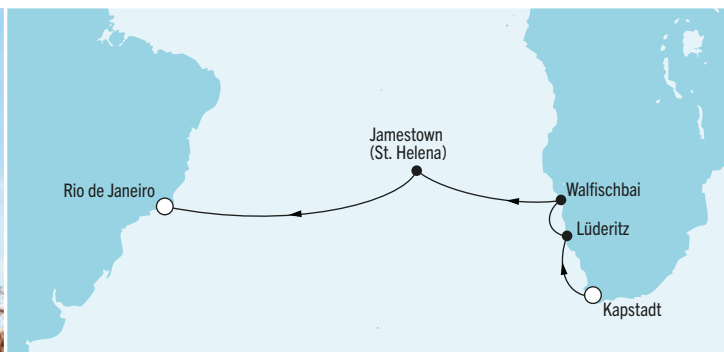 Jamestown
(St. Helena)
Rio de Janeiro
Walfischbai
Lüderitz
Kapstadt